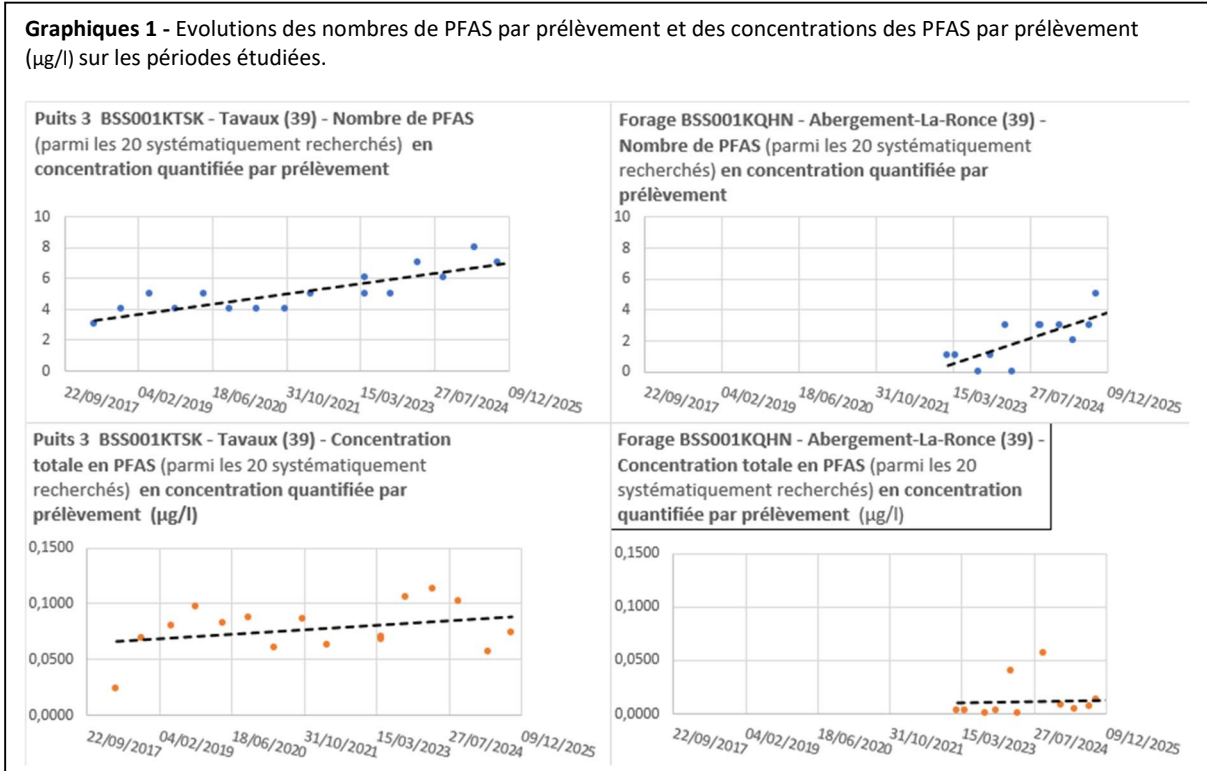 Graphiques 1 - Evolutions des nombres de PFAS par prélèvement et des concentrations des PFAS par prélèvement
(µg/l) sur les périodes étudiées.
Puits 3 BSS001KTSK - Tavaux (39) - Nombre de PFAS
(parmi les 20 systématiquement recherchés) en
concentration quantifiée par prélèvement
10
8
6
4
2
0
22/09/2017
04/02/2019
18/06/2020
31/10/2021
15/03/2023
27/07/2024
09/12/2025
Forage BSS001KQHN - Abergement-La-Ronce (39) -
Nombre de PFAS (parmi les 20 systématiquement
recherchés) en concentration quantifiée par
prélèvement
10
8
6
4
2
0
22/09/2017
04/02/2019
18/06/2020
31/10/2021
15/03/2023
27/07/2024
09/12/2025
Puits 3 BSS001KTSK - Tavaux (39) - Concentration
totale en PFAS (parmi les 20 systématiquement
recherchés) en concentration quantifiée par
prélèvement (µg/l)
0,1500
0,1000
0,0500
0,0000
22/09/2017
04/02/2019
18/06/2020
31/10/2021
15/03/2023
27/07/2024
09/12/2025
Forage BSS001KQHN - Abergement-La-Ronce (39) -
Concentration totale en PFAS (parmi les 20
systématiquement recherchés) en concentration
quantifiée par prélèvement (µg/l)
0,1500
0,1000
0,0500
0,0000
22/09/2017
04/02/2019
18/06/2020
31/10/2021
15/03/2023
27/07/2024
09/12/2025